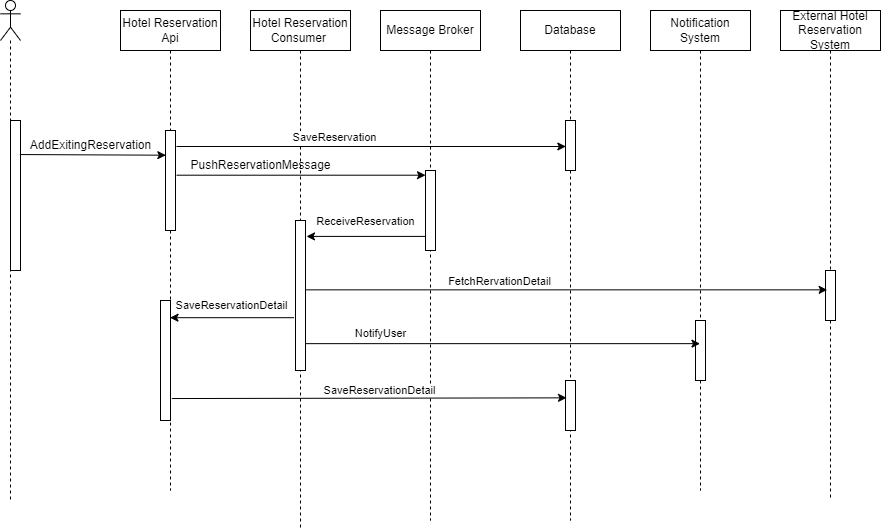 Hotel Reservation
Api
Hotel Reservation
Consumer
Message Broker
Database
Notification
System
External Hotel
Reservation
System
SaveReservation
AddExitingReservation
PushReservationMessage
ReceiveReservation
FetchRervationDetail
SaveReservationDetail
NotifyUser
SaveReservationDetail